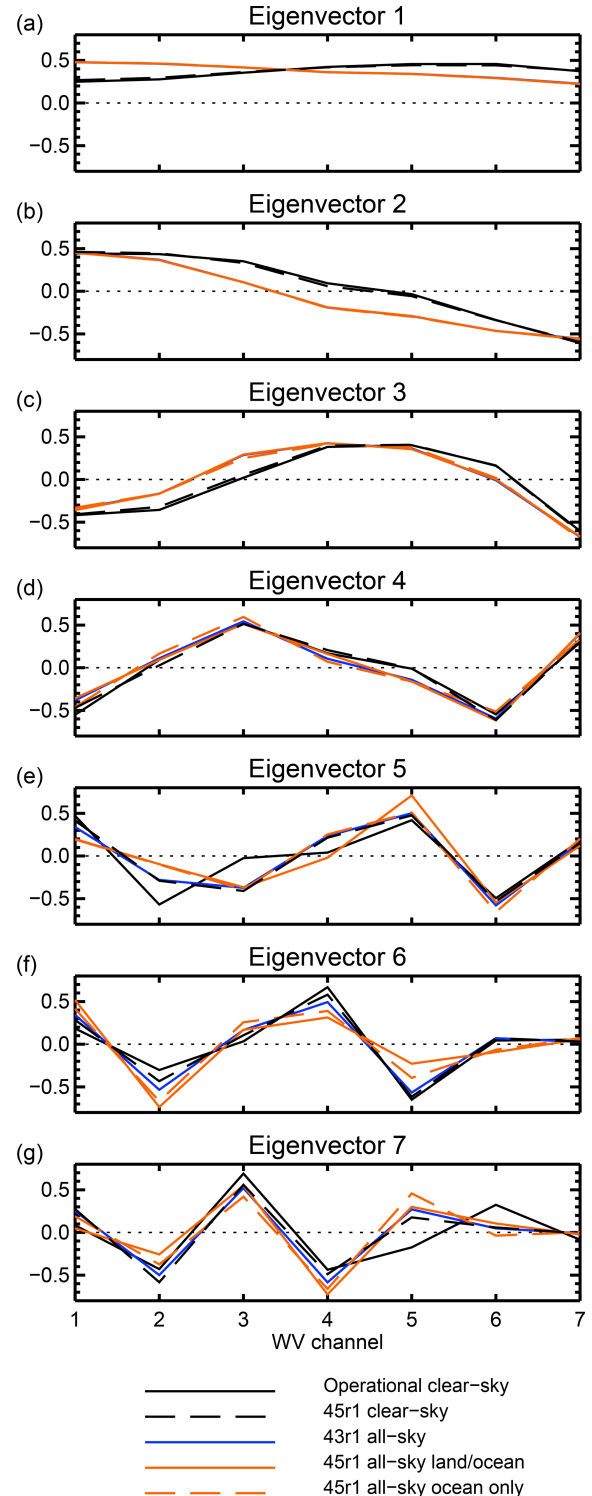 (a) Eigenvector 1
0.5
0.0
−0.5
(b) Eigenvector 2
0.5
0.0
−0.5
(c) Eigenvector 3
0.5
0.0
−0.5
(d) Eigenvector 4
0.5
0.0
−0.5
(e) Eigenvector 5
0.5
0.0
−0.5
(f) Eigenvector 6
0.5
0.0
−0.5
(g) Eigenvector 7
0.5
0.0
−0.5
1 2 3 4 5 6 7
WV channel
Operational clear−sky
45r1 clear−sky
43r1 all−sky
45r1 all−sky land/ocean
45r1 all−sky ocean only